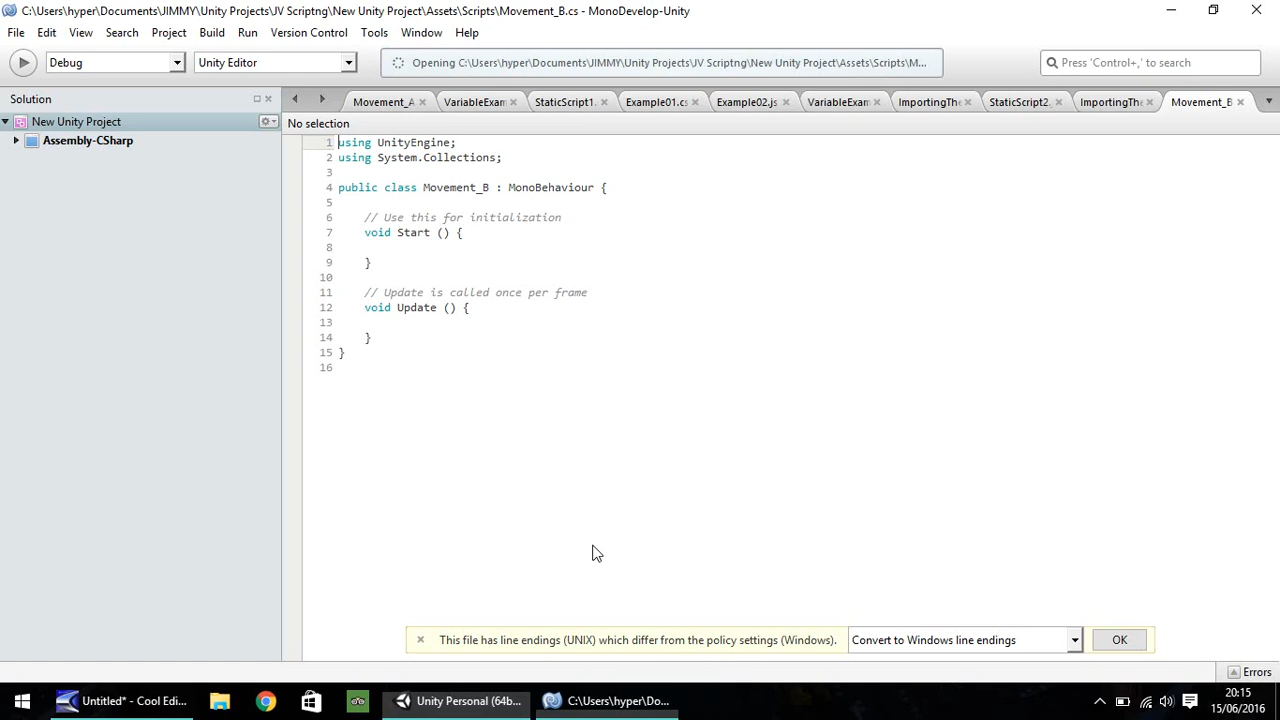 C:\Users\hyper\Documents\JIMMY\Unity Projects\JV Scriptng\New Unity Project\Assets\Scripts\Movement_B.cs - MonoDevelop-Unity
File Edit View Search Project Build Run Version Control Tools Window Help
Debug Unity Editor Opening C:\Users\hyper\Documents\JIMMY\Unity Projects\JV Scriptng\New Unity Project\Assets\Scripts\M... Press 'Control+,' to search
Solution Movement_A VariableExam StaticScript1. Example01.cs Example02.js VariableExam ImportingThe StaticScript2. ImportingThe Movement_B
New Unity Project No selection
Assembly-CSharp
1 using UnityEngine;
2 using System.Collections;
3
4 public class Movement_B : MonoBehaviour {
5
6 // Use this for initialization
7 void Start () {
8
9 }
10
11 // Update is called once per frame
12 void Update () {
13
14 }
15 }
16
This file has line endings (UNIX) which differ from the policy settings (Windows). Convert to Windows line endings OK
Errors
Untitled* - Cool Edi... Unity Personal (64b... C:\Users\hyper\Do... 20:15
15/06/2016